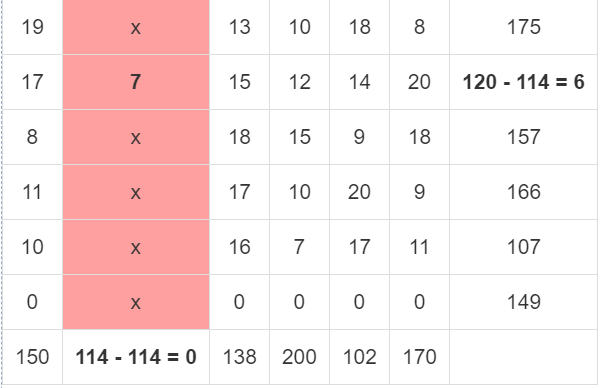 19 x 13 10 18 8 175
17 7 15 12 14 20 120 - 114 = 6
8 x 18 15 9 18 157
11 x 17 10 20 9 166
10 x 16 7 17 11 107
0 x 0 0 0 0 149
150 114 - 114 = 0 138 200 102 170